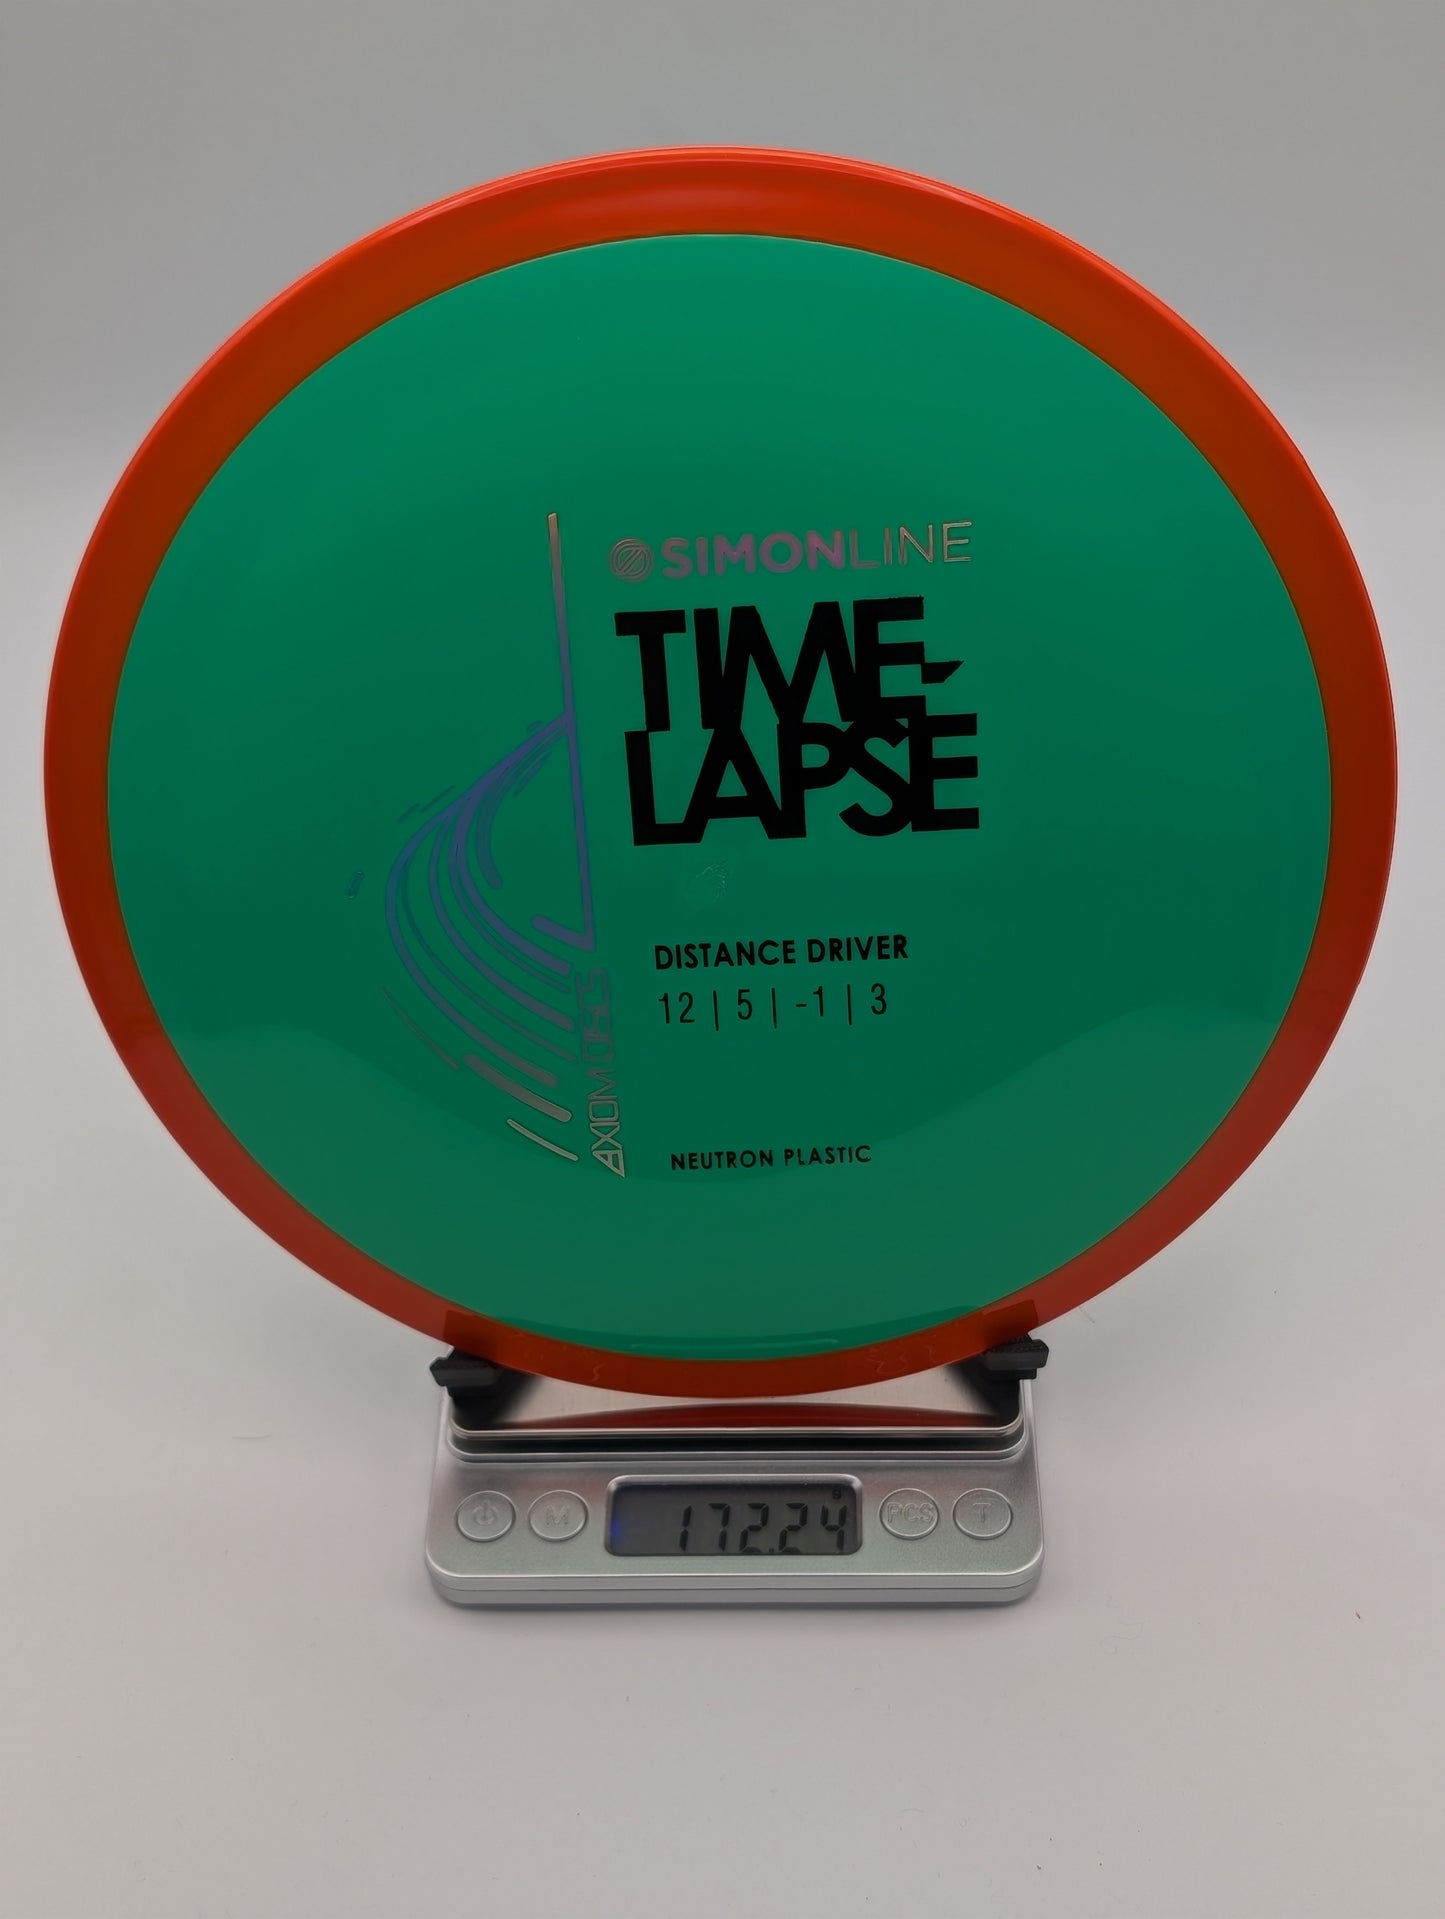 SIMONLINE
TIME-
LAPSE
DISTANCE DRIVER
12 | 5 | -1 | 3
AXIOM DISCS
NEUTRON PLASTIC
172.24 g
M
PCS
T